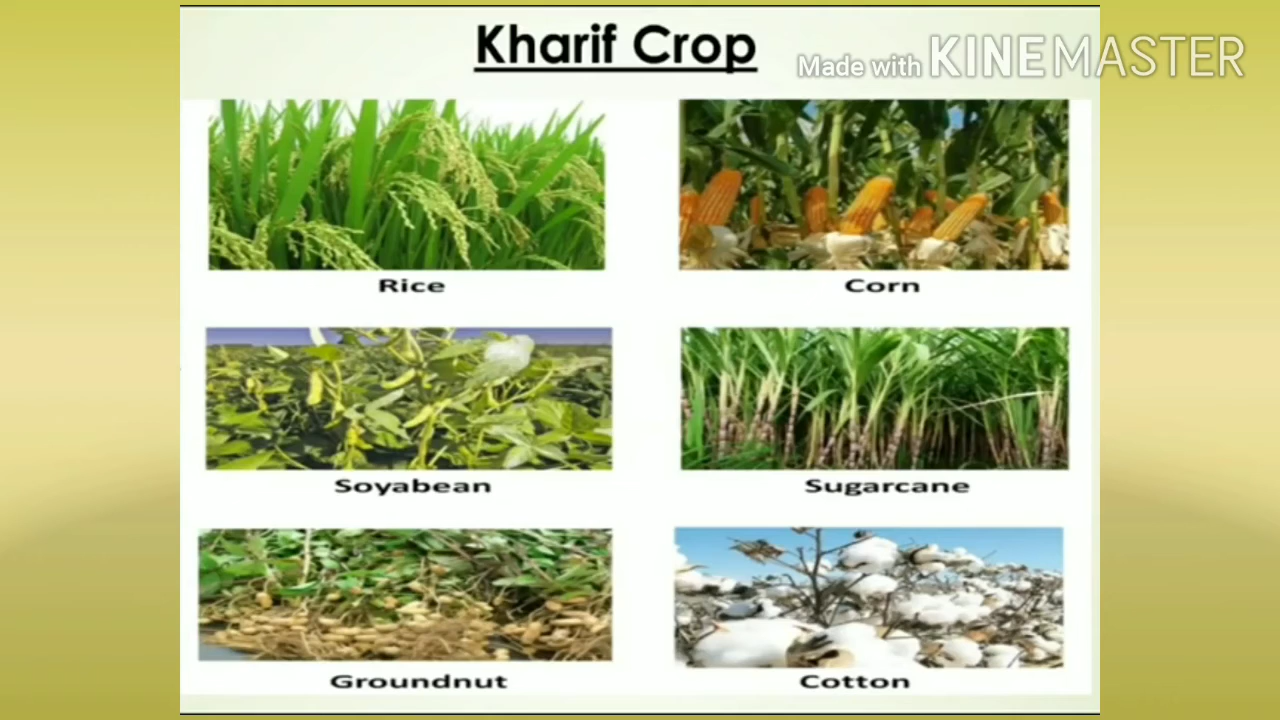 Kharif Crop
Made with KINEMASTER
Rice
Corn
Soyabean
Sugarcane
Groundnut
Cotton